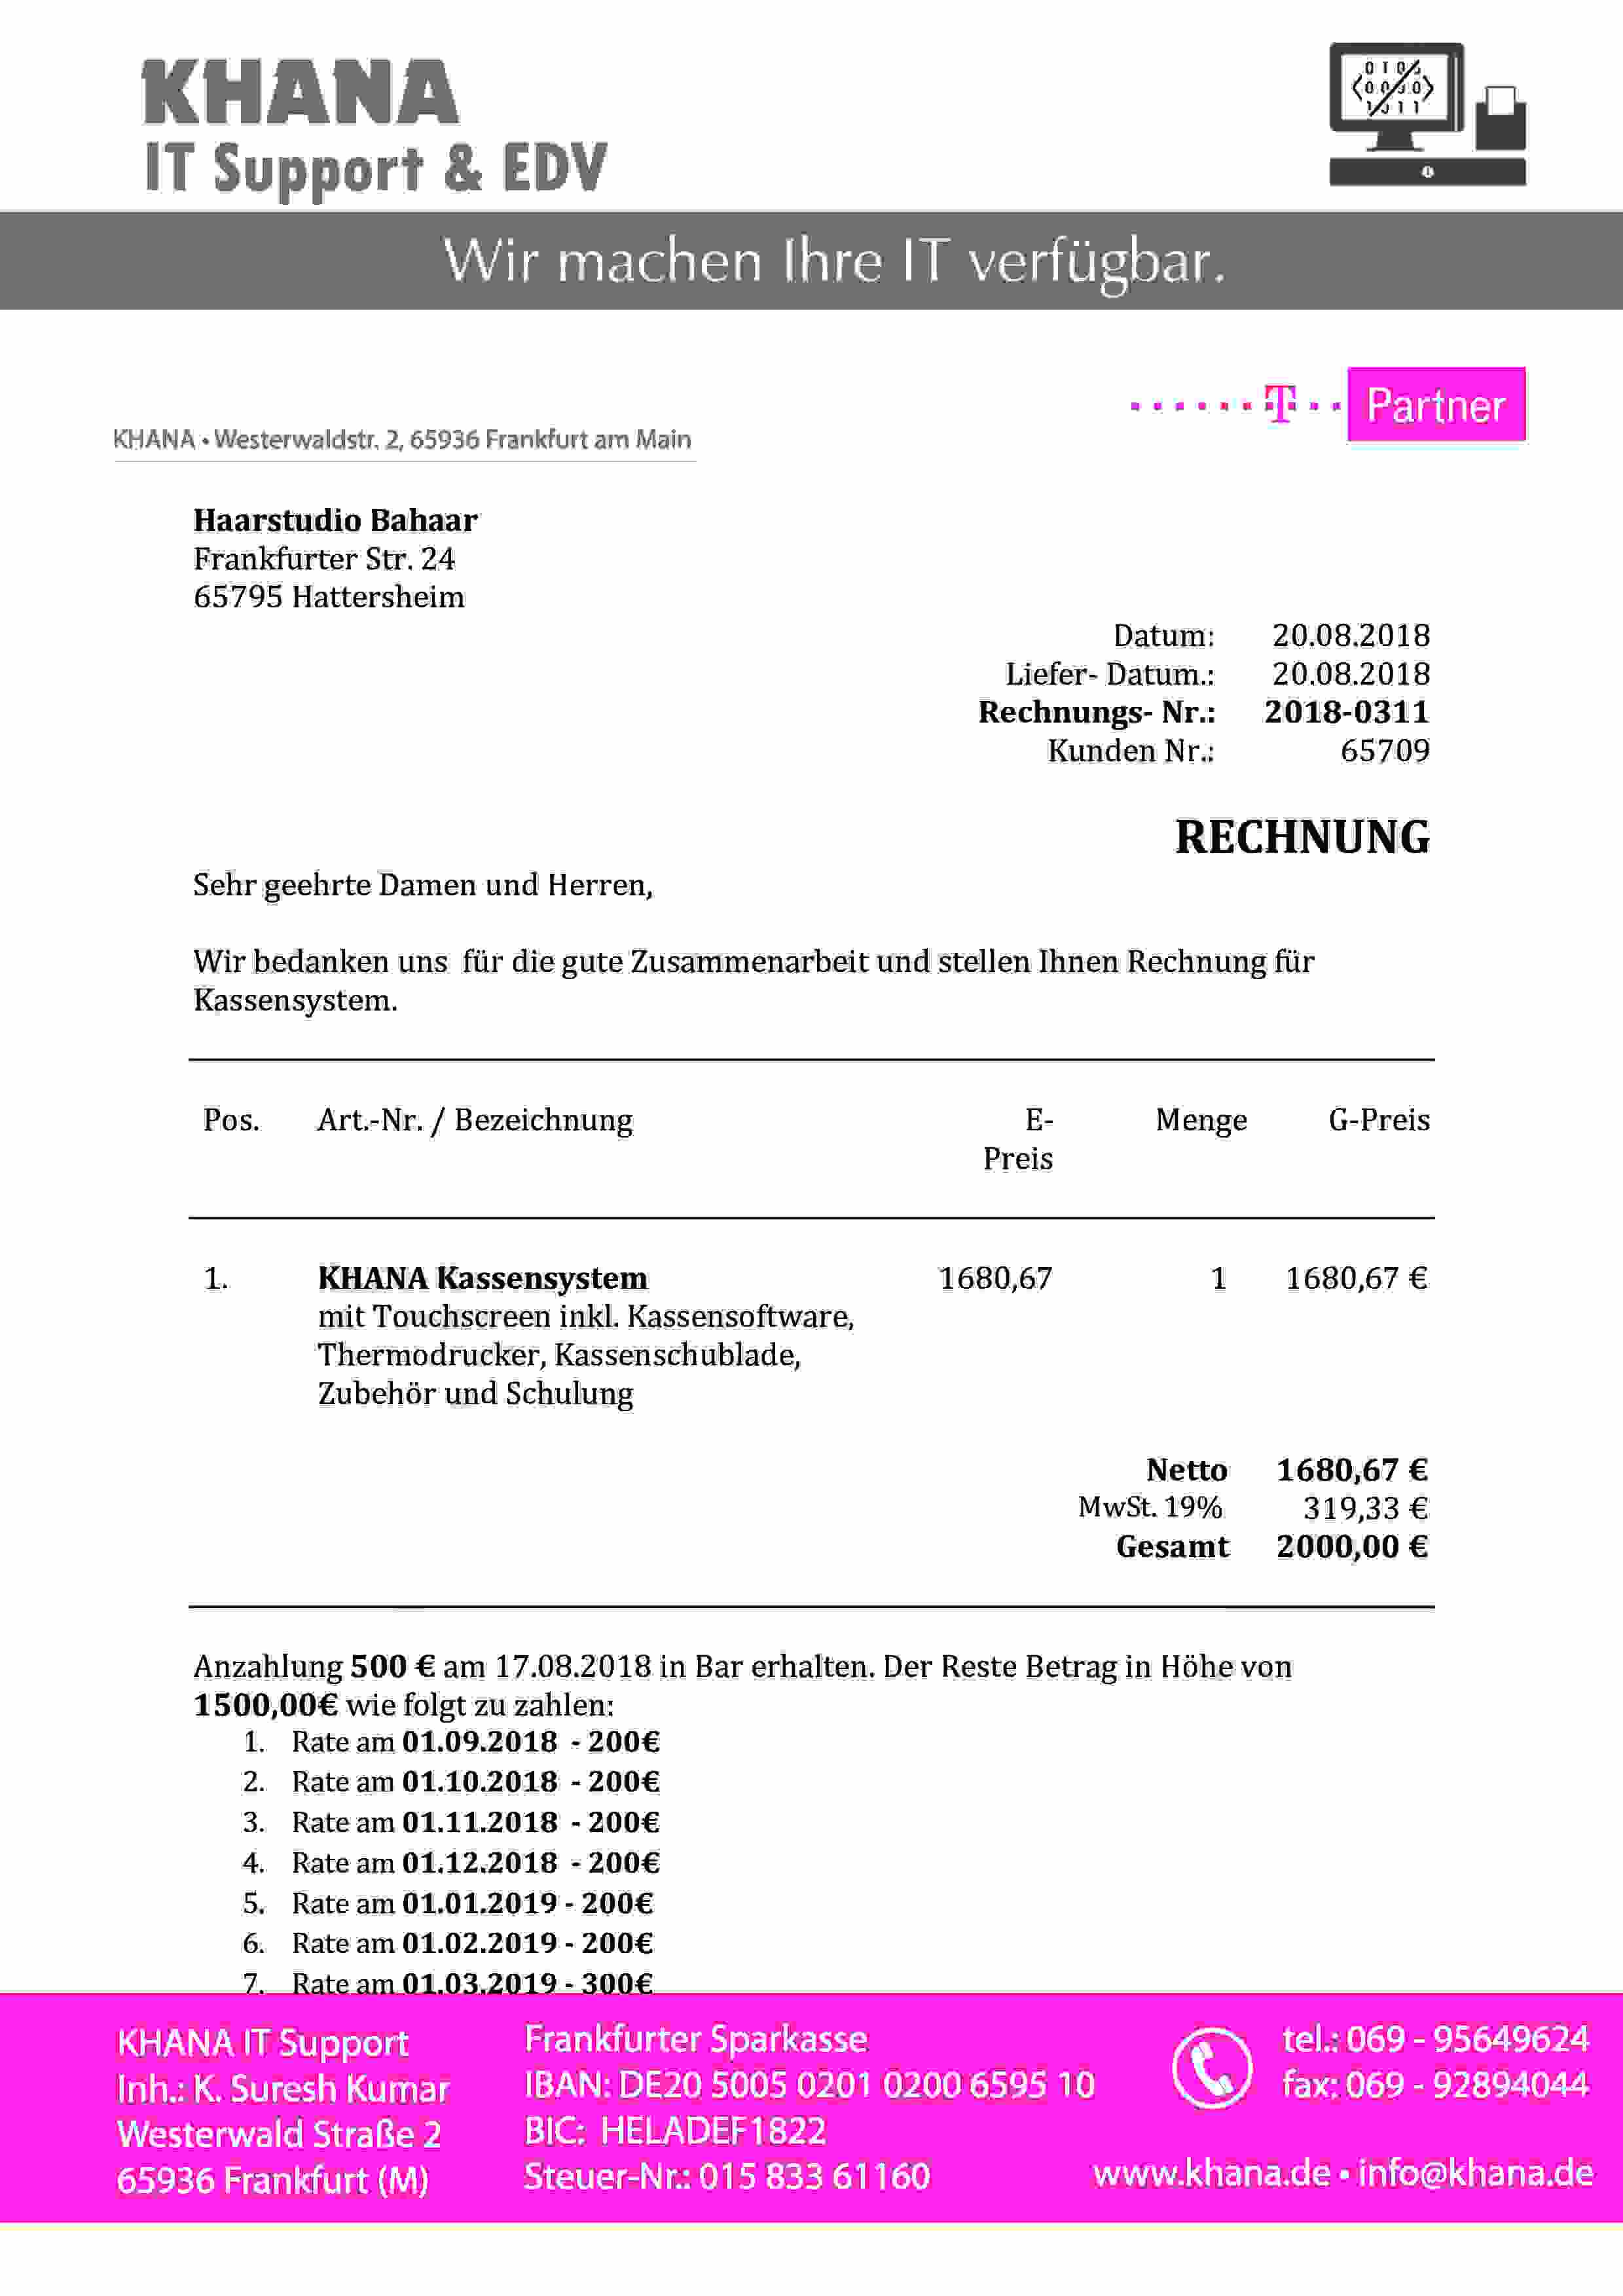 KHANA
IT Support & EDV
Wir machen Ihre IT verfügbar.
T Partner
KHANA • Westerwaldstr. 2, 65936 Frankfurt am Main
Haarstudio Bahaar
Frankfurter Str. 24
65795 Hattersheim
Datum: 20.08.2018
Liefer- Datum.: 20.08.2018
Rechnungs- Nr.: 2018-0311
Kunden Nr.: 65709
RECHNUNG
Sehr geehrte Damen und Herren,
Wir bedanken uns für die gute Zusammenarbeit und stellen Ihnen Rechnung für
Kassensystem.
Pos. Art.-Nr. / Bezeichnung E- Menge G-Preis
Preis
1. KHANA Kassensystem 1680,67 1 1680,67 €
mit Touchscreen inkl. Kassensoftware,
Thermodrucker, Kassenschublade,
Zubehör und Schulung
Netto 1680,67 €
MwSt. 19% 319,33 €
Gesamt 2000,00 €
Anzahlung 500 € am 17.08.2018 in Bar erhalten. Der Reste Betrag in Höhe von
1500,00€ wie folgt zu zahlen:
1. Rate am 01.09.2018 - 200€
2. Rate am 01.10.2018 - 200€
3. Rate am 01.11.2018 - 200€
4. Rate am 01.12.2018 - 200€
5. Rate am 01.01.2019 - 200€
6. Rate am 01.02.2019 - 200€
7. Rate am 01.03.2019 - 300€
KHANA IT Support
Inh.: K. Suresh Kumar
Westerwald Straße 2
65936 Frankfurt (M)
Frankfurter Sparkasse
IBAN: DE20 5005 0201 0200 6595 10
BIC: HELADEF1822
Steuer-Nr.: 015 833 61160
tel.: 069 - 95649624
fax: 069 - 92894044
www.khana.de • info@khana.de